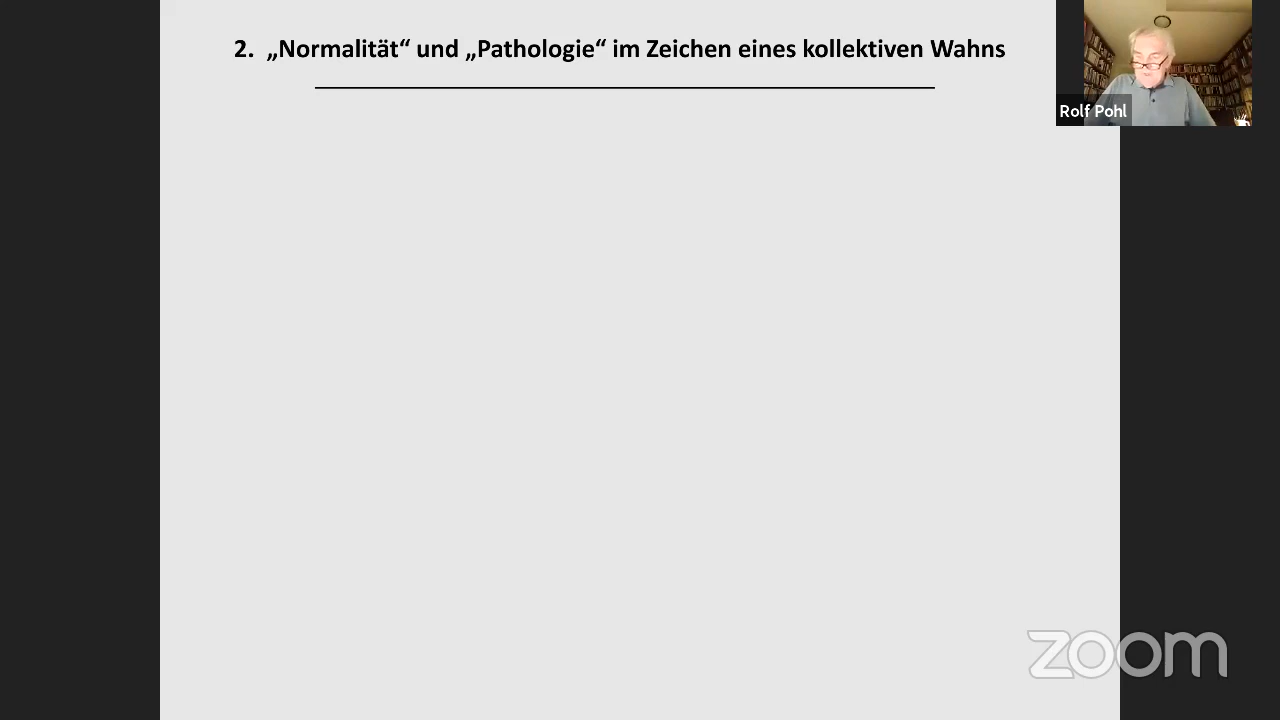 2. „Normalität“ und „Pathologie“ im Zeichen eines kollektiven Wahns
Rolf Pohl
zoom